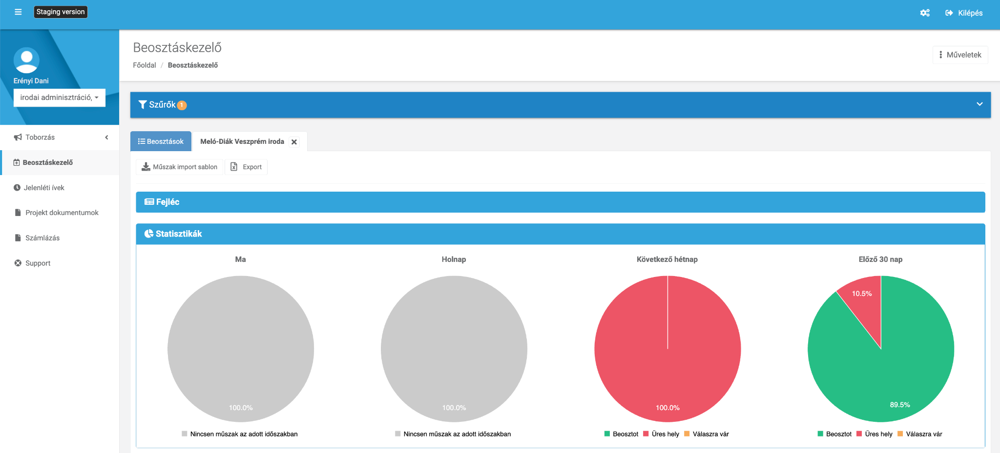 Staging version
Kilépés
Erényi Dani
irodai adminisztráció,
Toborzás
Beosztáskezelő
Jelenléti ívek
Projekt dokumentumok
Számlázás
Support
Beosztáskezelő
Főoldal / Beosztáskezelő
Műveletek
Szűrők 1
Beosztások
Meló-Diák Veszprém iroda
Műszak import sablon
Export
Fejléc
Statisztikák
Ma
100.0%
Nincsen műszak az adott időszakban
Holnap
100.0%
Nincsen műszak az adott időszakban
Következő hétnap
100.0%
Beosztot Üres hely Válaszra vár
Előző 30 nap
10.5%
89.5%
Beosztot Üres hely Válaszra vár